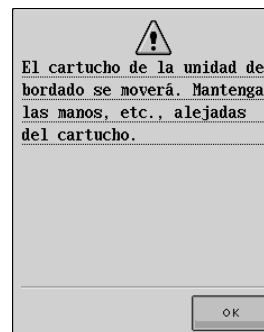 El cartucho de la unidad de
bordado se moverá. Mantenga
las manos, etc., alejadas
del cartucho.
OK